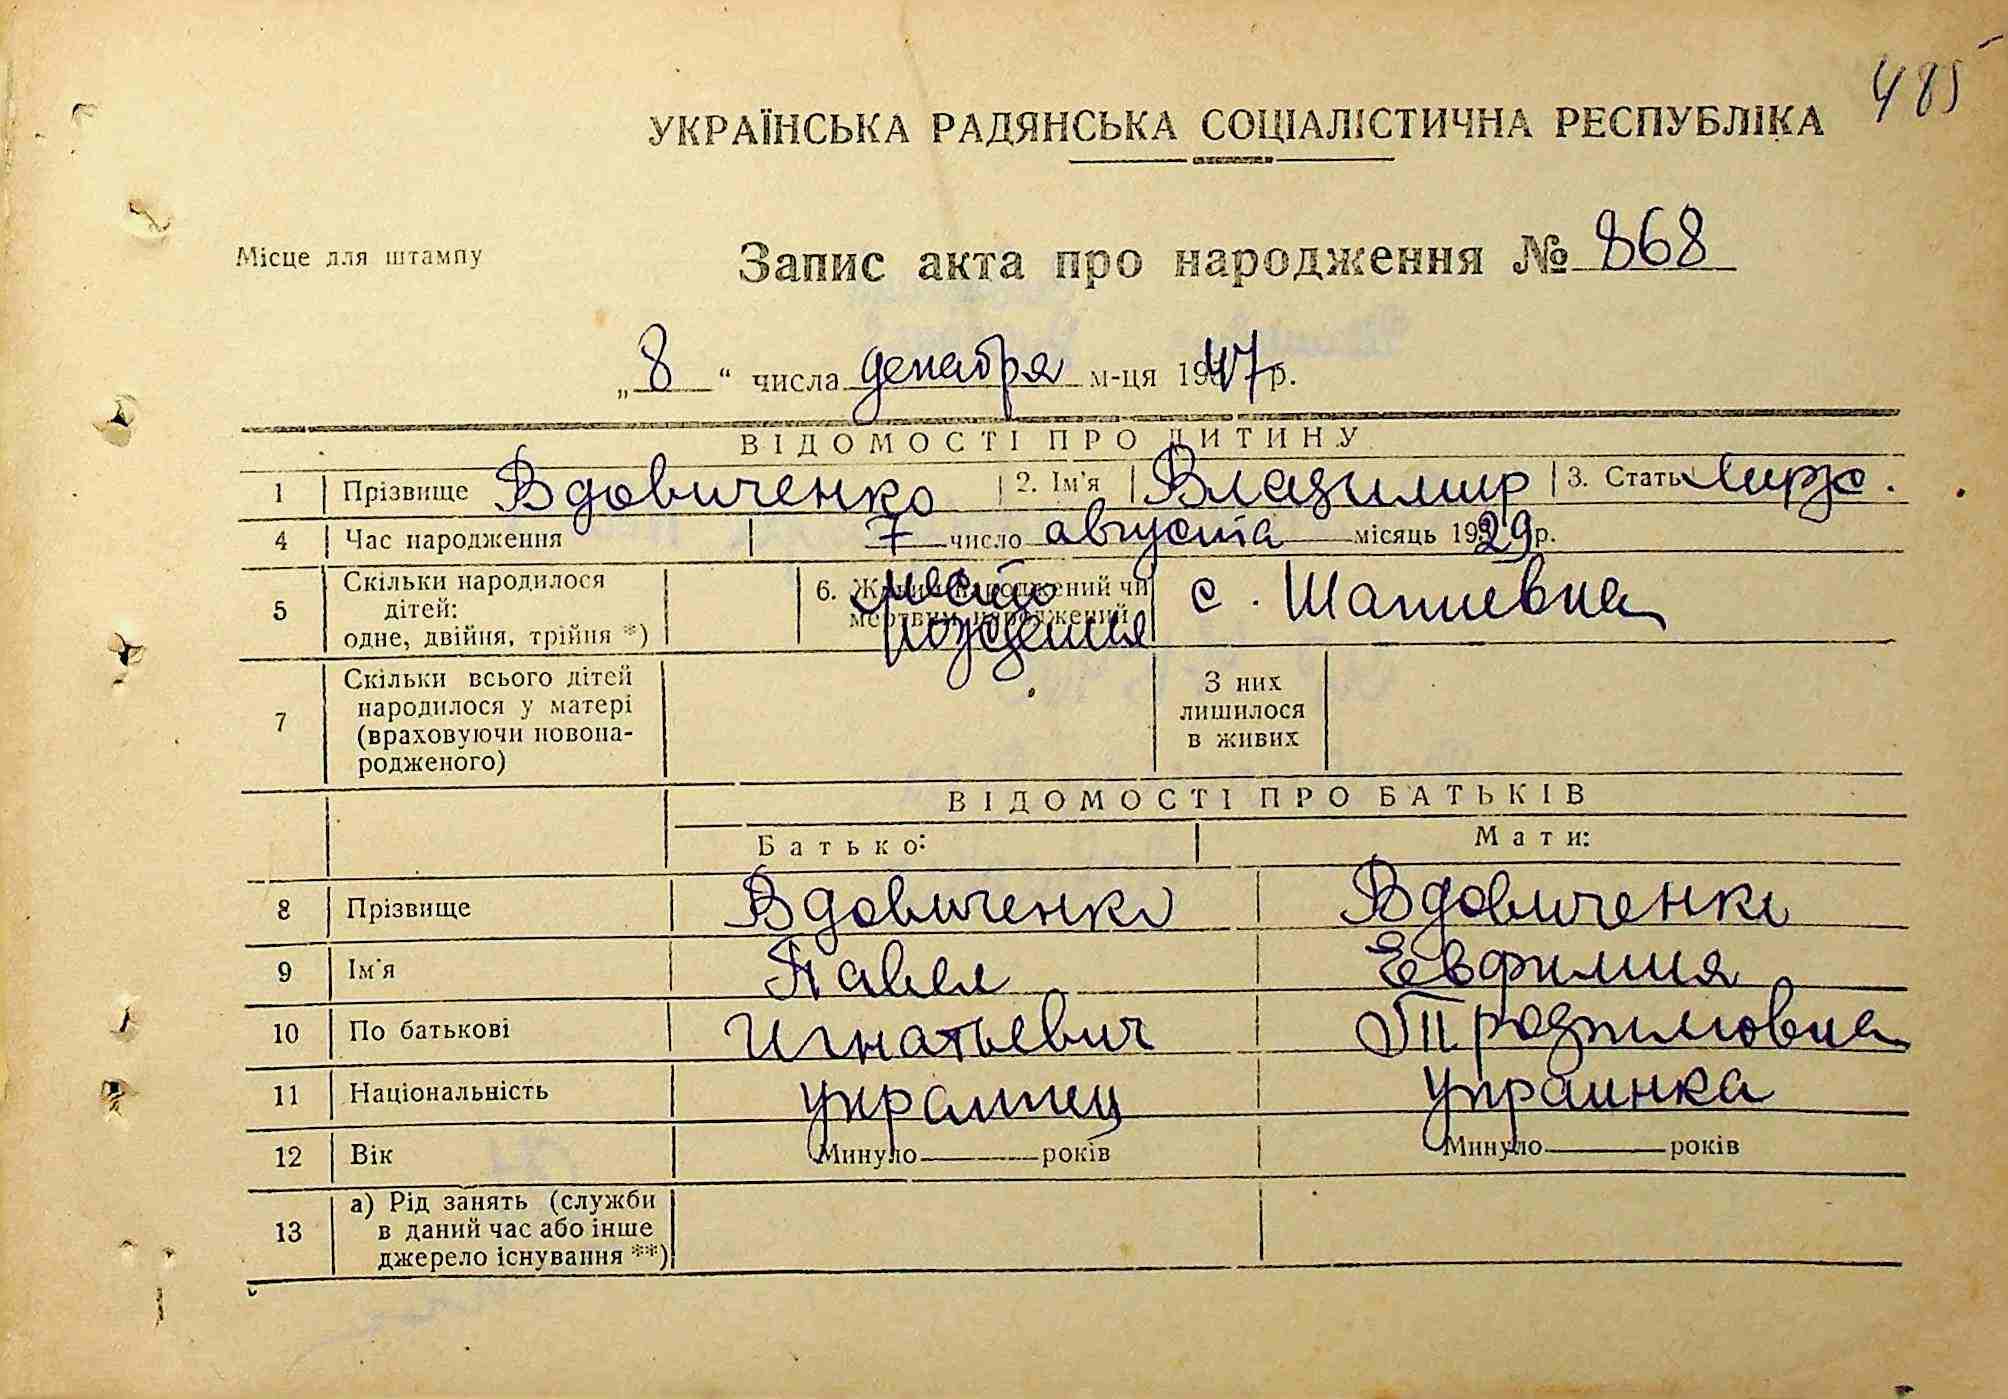 485
УКРАЇНСЬКА РАДЯНСЬКА СОЦІАЛІСТИЧНА РЕСПУБЛІКА
Місце для штампу
Запис акта про народження № 868
„8“ числа декабря м-ця 1947 р.
ВІДОМОСТІ ПРО ДИТИНУ
1 Прізвище Вдовиченко 2. Ім'я Владимир 3. Стать муж.
4 Час народження 7 число августа місяць 1929 р.
5 Скільки народилося дітей: одне, двійня, трійня *)
6. Живим народжений чи мертвим народжений
место рождения
с.
7 Скільки всього дітей народилося у матері (враховуючи новонародженого)
З них лишилося в живих
ВІДОМОСТІ ПРО БАТЬКІВ
Батько: Мати:
8 Прізвище Вдовиченко Вдовиченко
9 Ім'я Павел Евфимия
10 По батькові Игнатьевич
11 Національність украинец украинка
12 Вік Минуло років Минуло років
13 а) Рід занять (служби в даний час або інше джерело існування **)